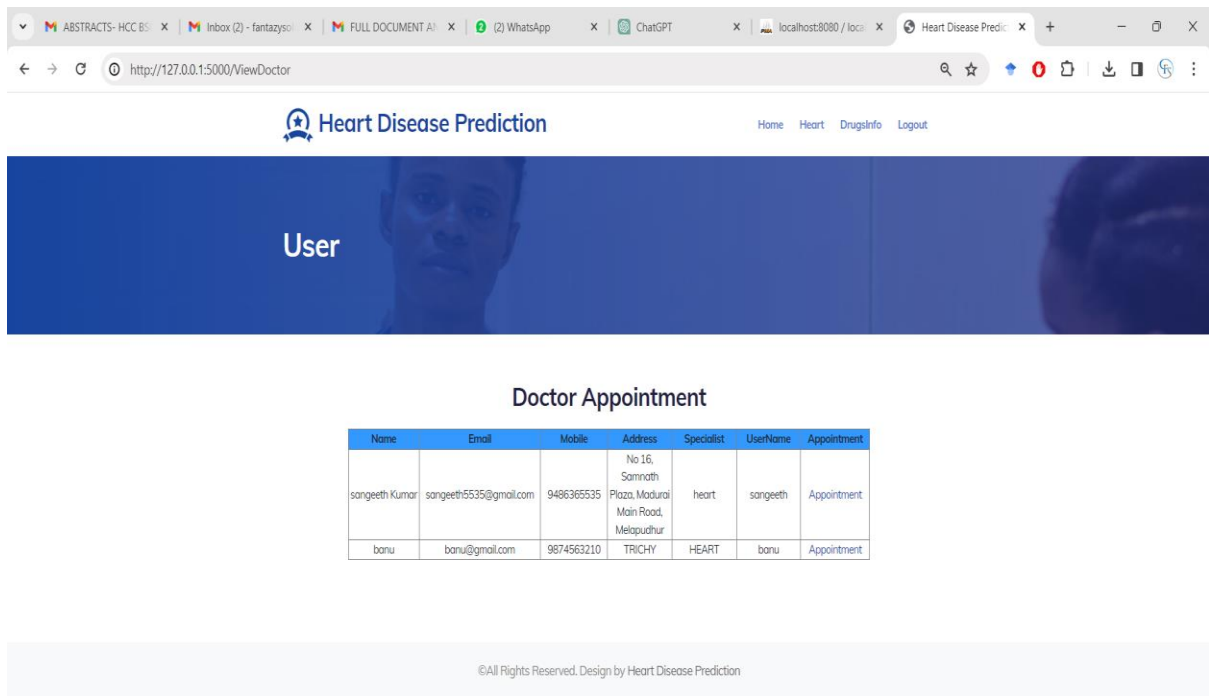 ABSTRACTS- HCC BS
Inbox (2) - fantazyso
FULL DOCUMENT AN
(2) WhatsApp
ChatGPT
localhost:8080 / loca
Heart Disease Predic
http://127.0.0.1:5000/ViewDoctor
Heart Disease Prediction
Home Heart DrugsInfo Logout
User
Doctor Appointment
Name Email Mobile Address Specialist UserName Appointment
sangeeth Kumar sangeeth5535@gmail.com 9486365535 No 16,
Samnath
Plaza, Madurai
Main Road,
Melapudhur heart sangeeth Appointment
banu banu@gmail.com 9874563210 TRICHY HEART banu Appointment
©All Rights Reserved. Design by Heart Disease Prediction